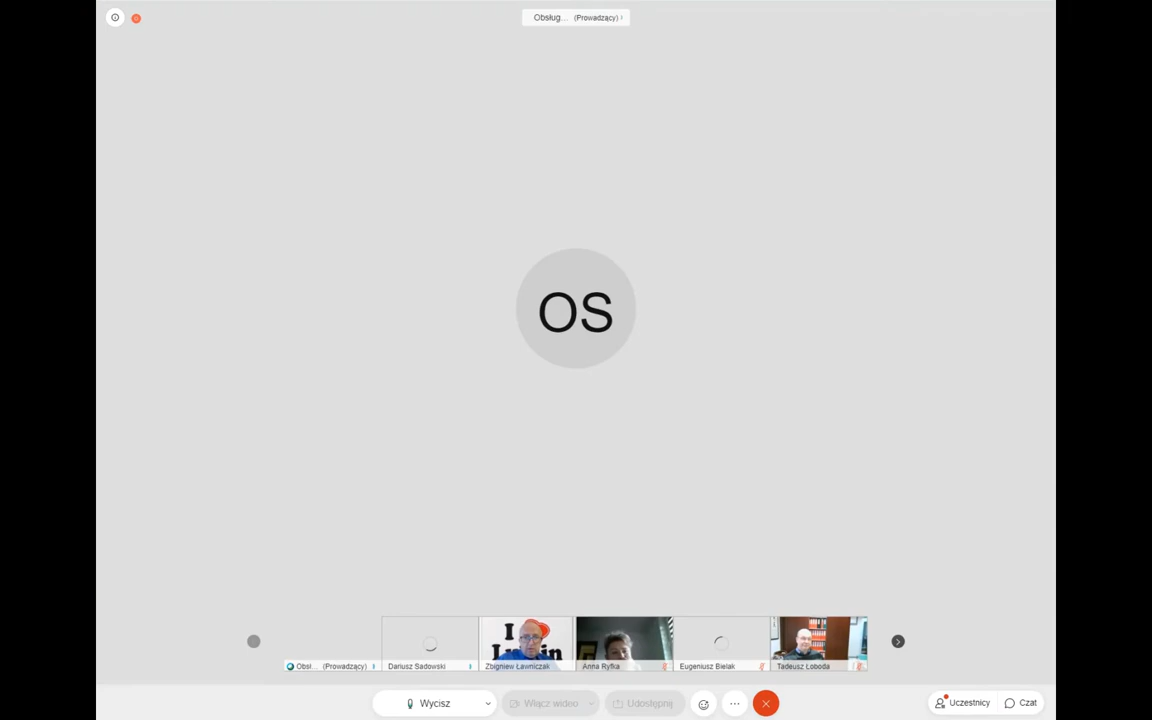 Obsług... (Prowadzący)
OS
I
Obsł... (Prowadzący)
Dariusz Sadowski
Zbigniew Ławniczak
Anna Ryfka
Eugeniusz Bielak
Tadeusz Łoboda
Wycisz
Włącz wideo
Udostępnij
Uczestnicy
Czat